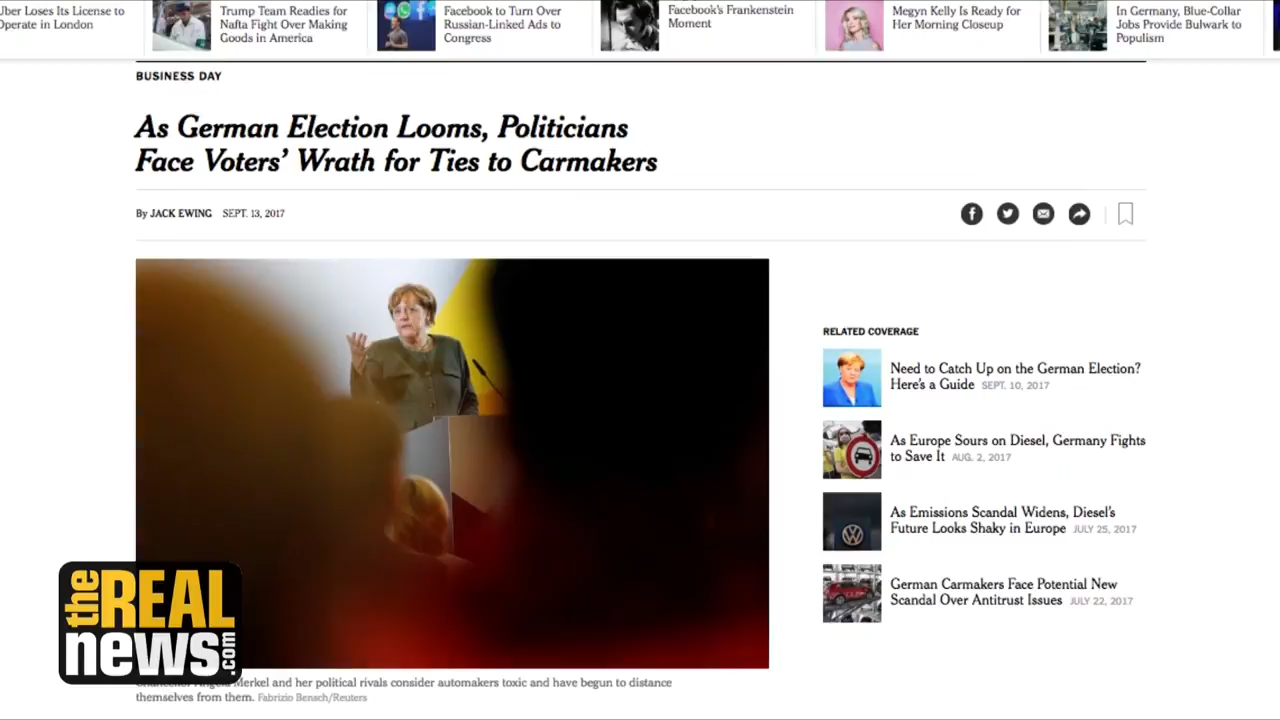 Uber Loses Its License to
Operate in London
Trump Team Readies for
Nafta Fight Over Making
Goods in America
Facebook to Turn Over
Russian-Linked Ads to
Congress
Facebook's Frankenstein
Moment
Megyn Kelly Is Ready for
Her Morning Closeup
In Germany, Blue-Collar
Jobs Provide Bulwark to
Populism
BUSINESS DAY
As German Election Looms, Politicians
Face Voters' Wrath for Ties to Carmakers
By JACK EWING SEPT. 13, 2017
RELATED COVERAGE
Need to Catch Up on the German Election?
Here's a Guide SEPT. 10, 2017
As Europe Sours on Diesel, Germany Fights
to Save It AUG. 2, 2017
As Emissions Scandal Widens, Diesel's
Future Looks Shaky in Europe JULY 25, 2017
German Carmakers Face Potential New
Scandal Over Antitrust Issues JULY 22, 2017
the REAL
news.com
Chancellor Angela Merkel and her political rivals consider automakers toxic and have begun to distance
themselves from them. Fabrizio Bensch/Reuters